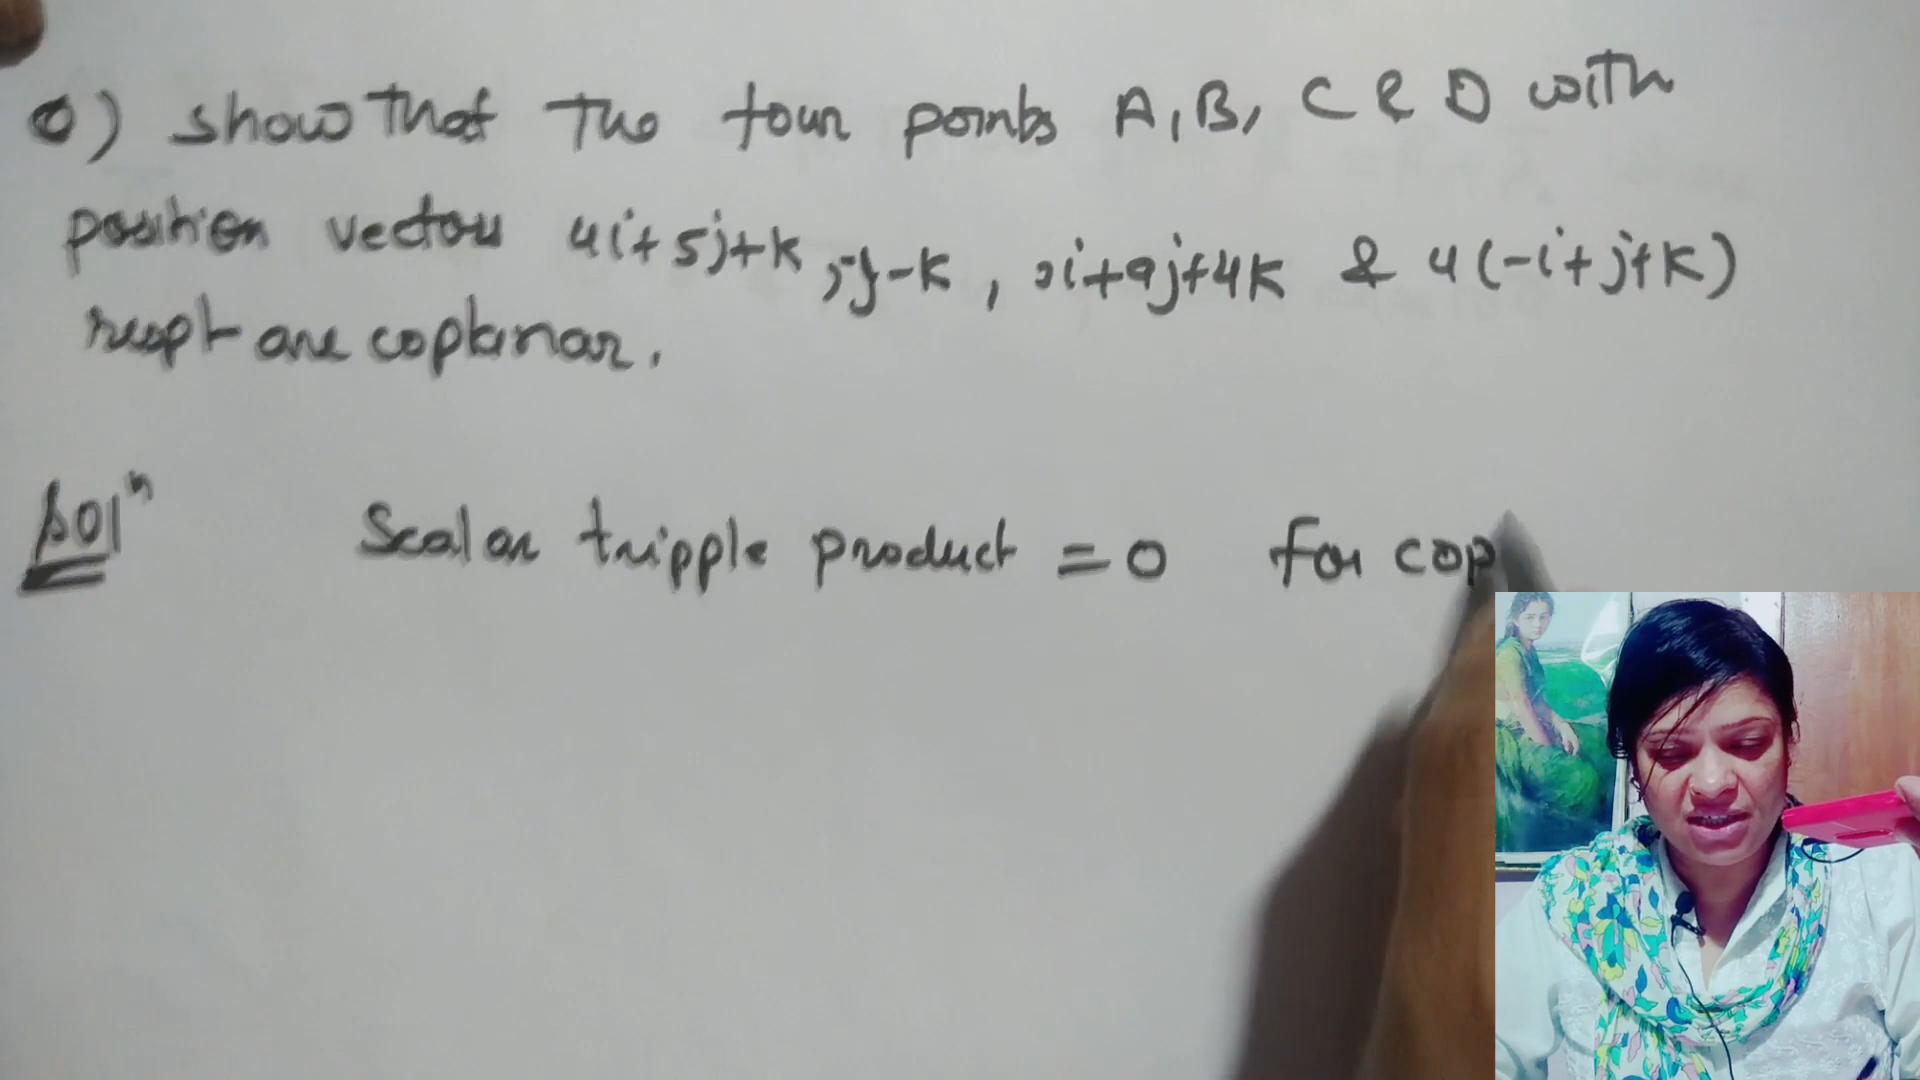 Q) show that The four points A, B, C & D with
position vectors 4i+5j+k, -j-k, 3i+9j+4k & 4(-i+j+k)
respt are coplanar.
Solⁿ Scalar tripple product = 0 for cop